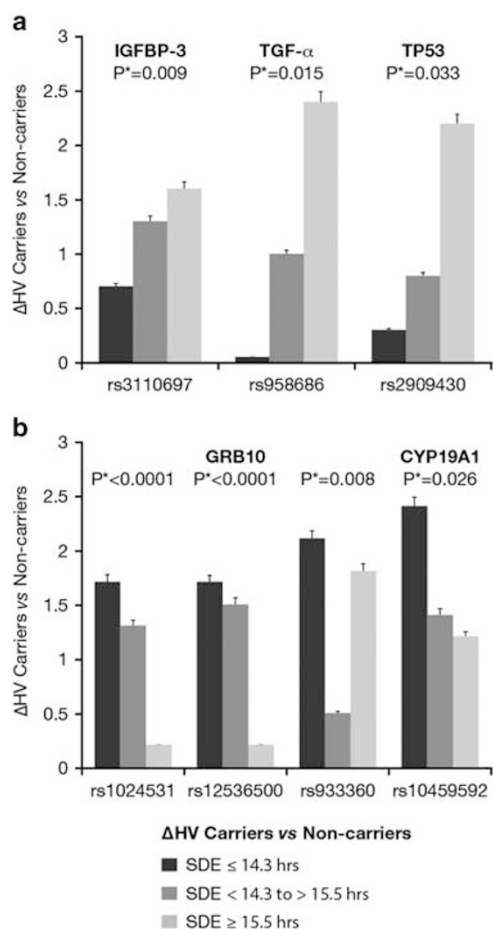 a
IGFBP-3 TGF-α TP53
P*=0.009 P*=0.015 P*=0.033
3
2.5
2
1.5
1
0.5
0
ΔHV Carriers vs Non-carriers
rs3110697 rs958686 rs2909430
b
GRB10 CYP19A1
P*<0.0001 P*<0.0001 P*=0.008 P*=0.026
3
2.5
2
1.5
1
0.5
0
ΔHV Carriers vs Non-carriers
rs1024531 rs12536500 rs933360 rs10459592
ΔHV Carriers vs Non-carriers
SDE ≤ 14.3 hrs
SDE < 14.3 to > 15.5 hrs
SDE ≥ 15.5 hrs